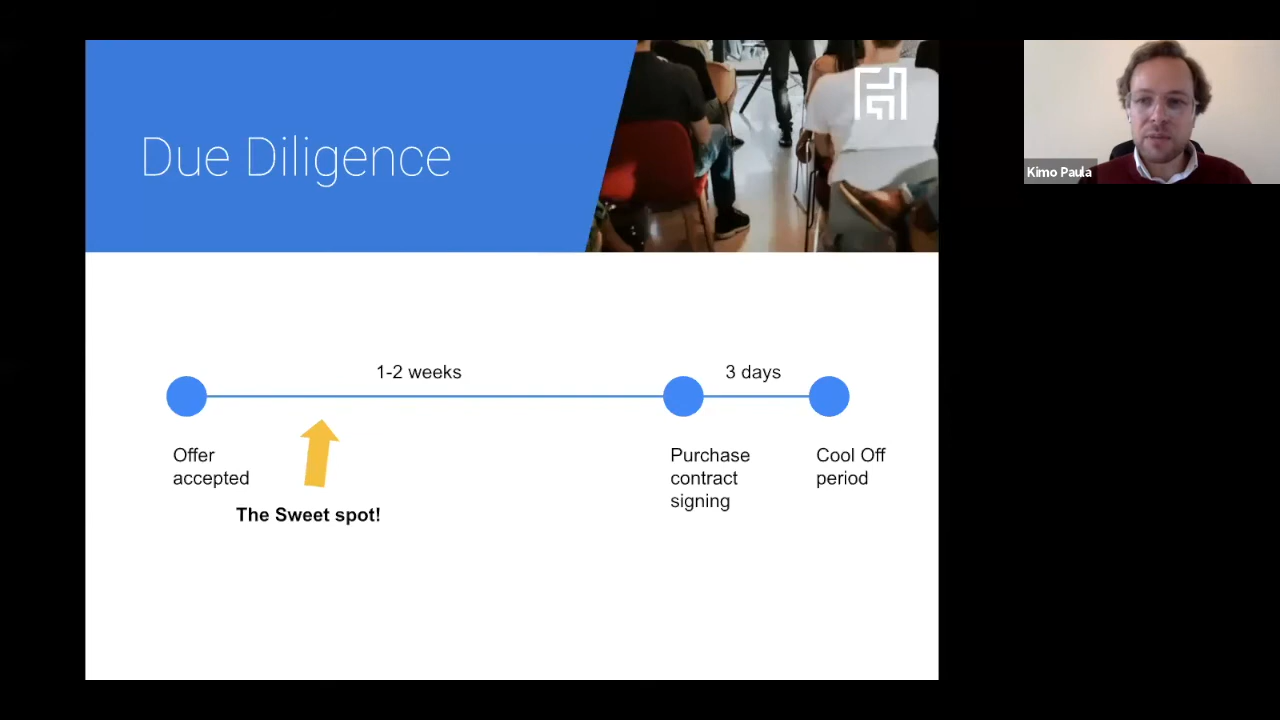 Due Diligence
Kimo Paula
1-2 weeks
3 days
Offer
accepted
The Sweet spot!
Purchase
contract
signing
Cool Off
period